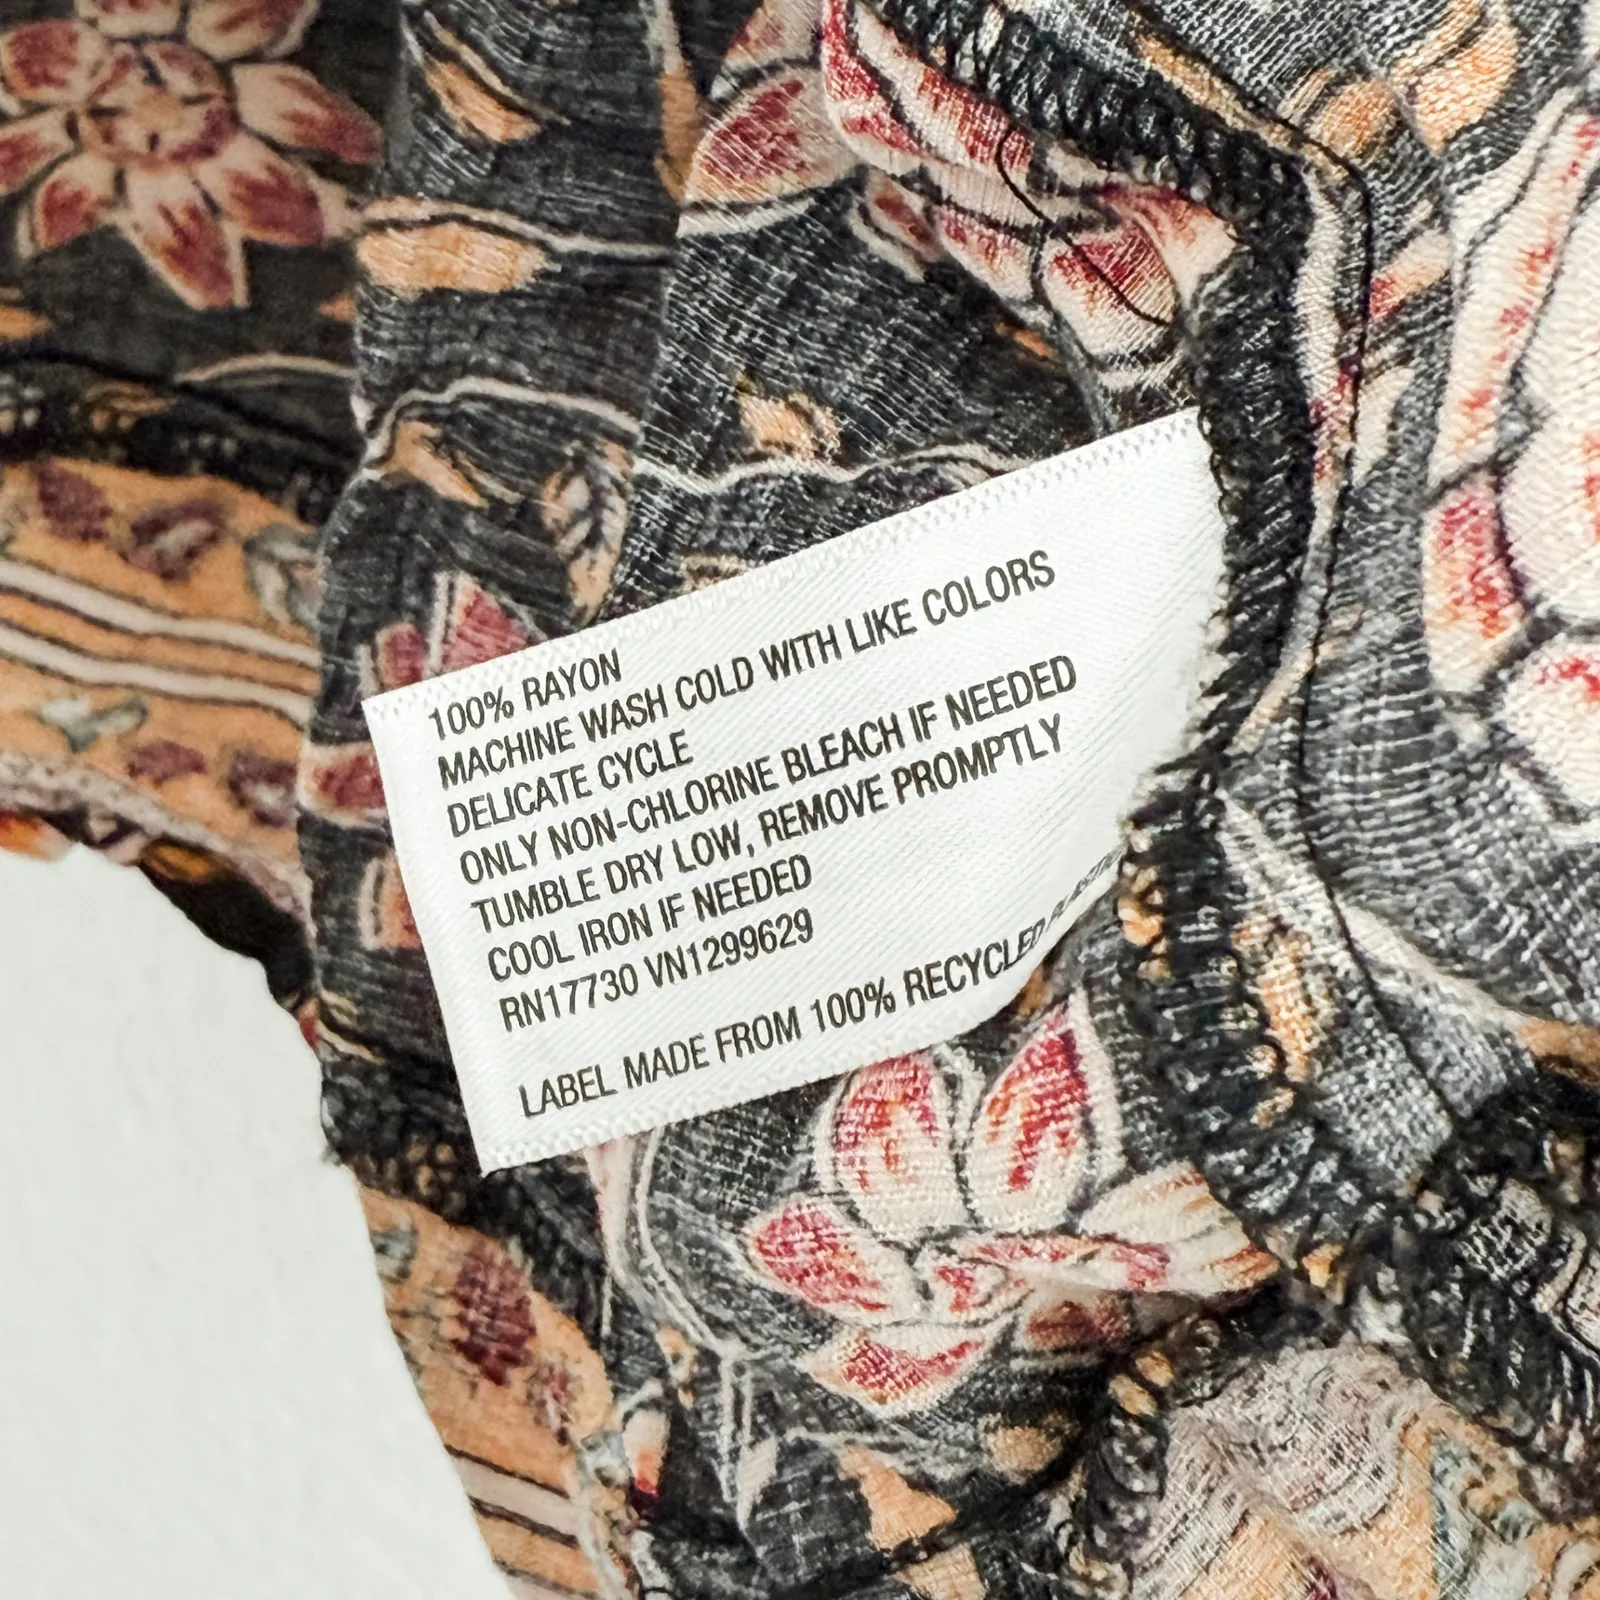 100% RAYON
MACHINE WASH COLD WITH LIKE COLORS
DELICATE CYCLE
ONLY NON-CHLORINE BLEACH IF NEEDED
TUMBLE DRY LOW, REMOVE PROMPTLY
COOL IRON IF NEEDED
RN17730 VN1299629
LABEL MADE FROM 100% RECYCLED